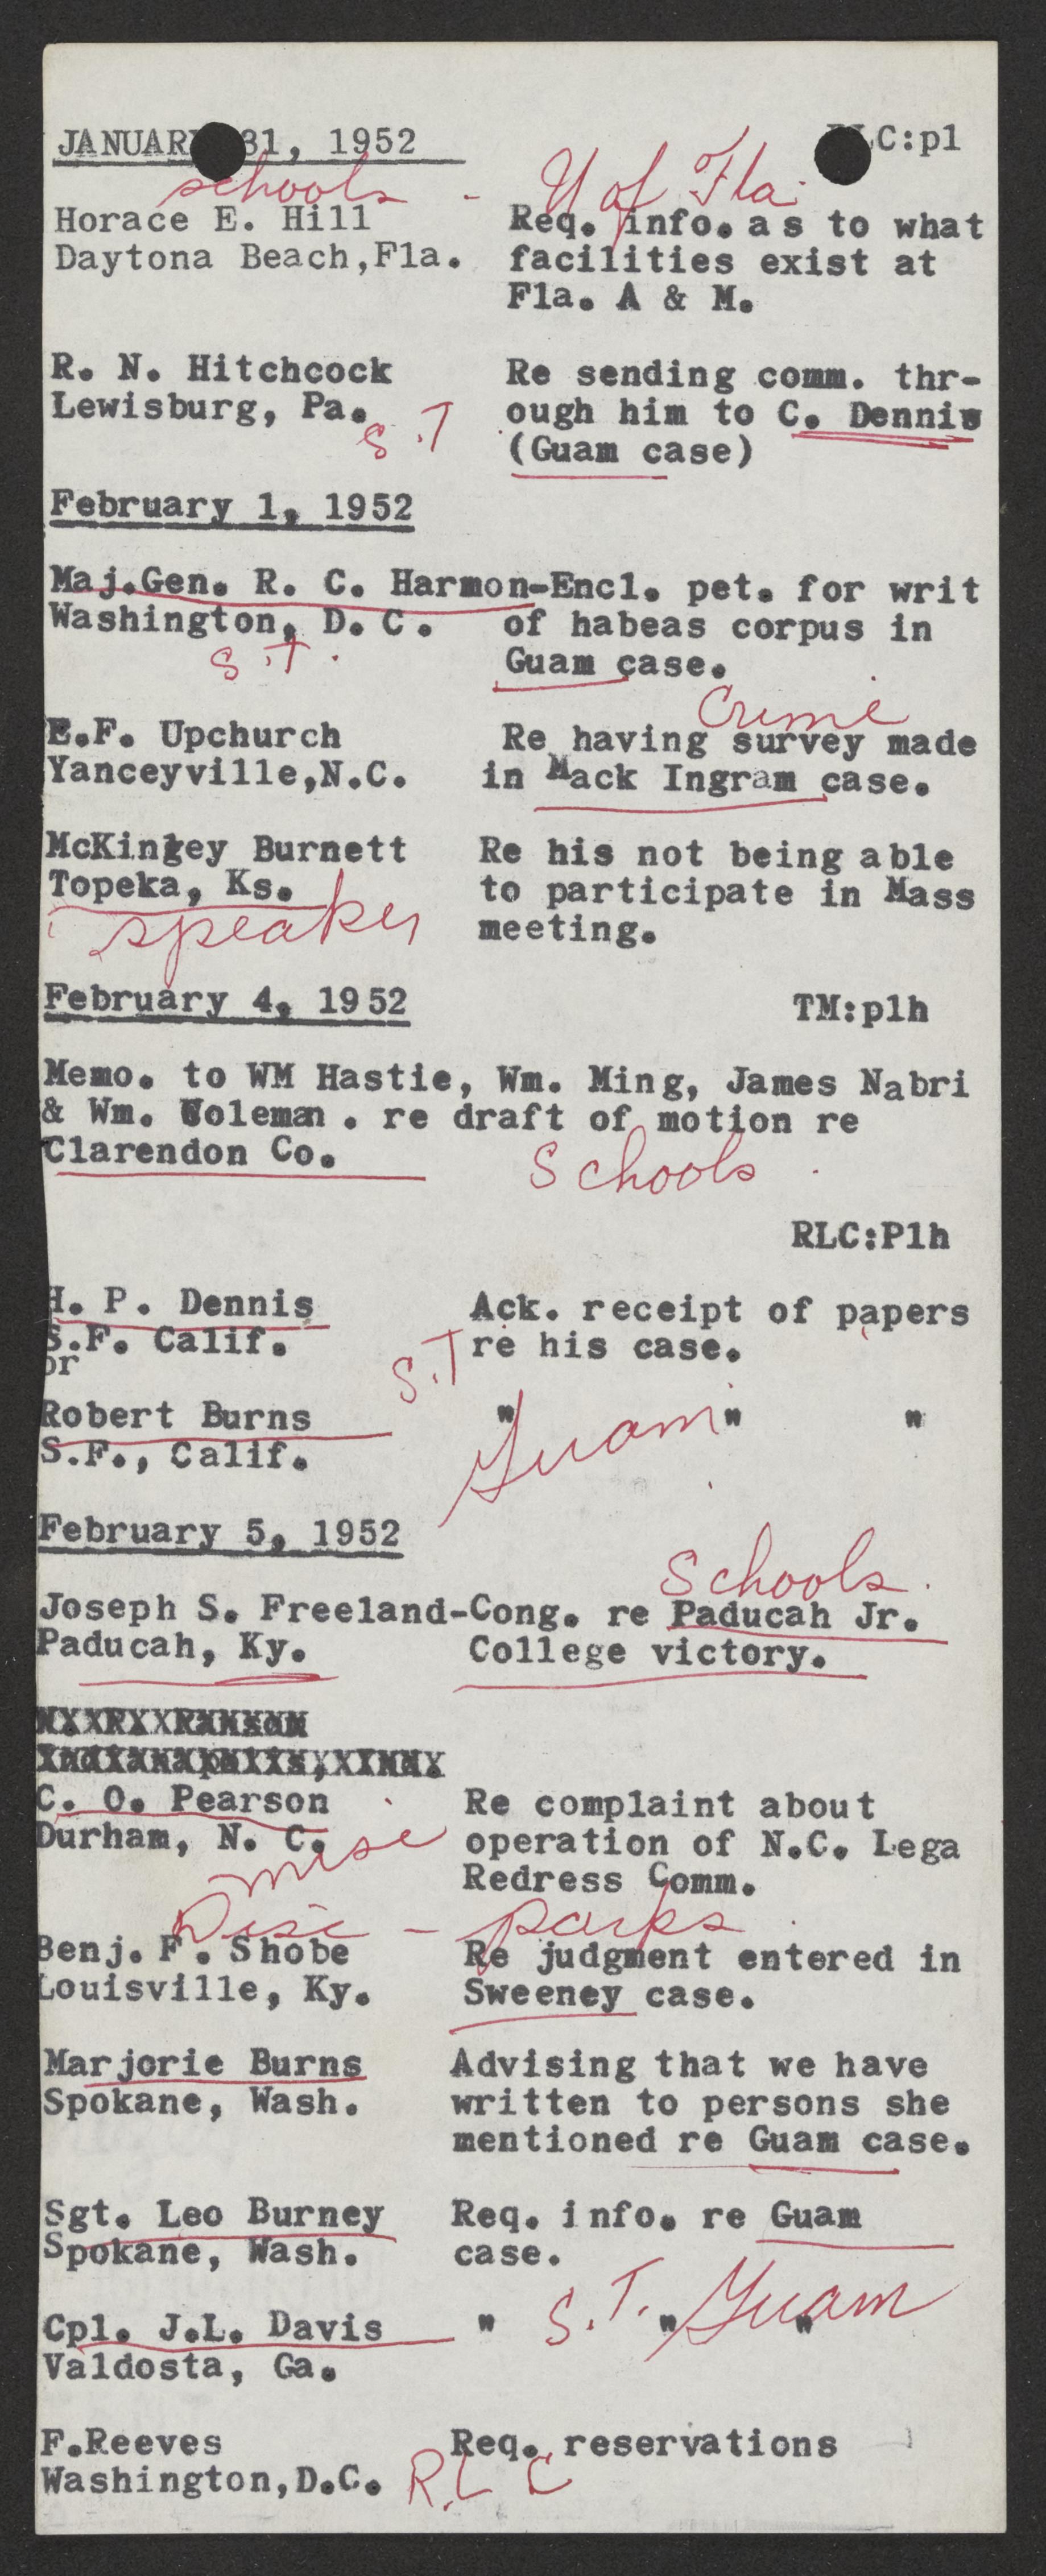 JANUARY 31, 1952 RLC:pl
schools - U of Fla.
Horace E. Hill Req. info. as to what
Daytona Beach,Fla. facilities exist at
Fla. A & M.
R. N. Hitchcock Re sending comm. thr-
Lewisburg, Pa. ough him to C. Dennis
S.T (Guam case)
February 1, 1952
Maj.Gen. R. C. Harmon-Encl. pet. for writ
Washington, D.C. of habeas corpus in
S.T. Guam case.
Crime
E.F. Upchurch Re having survey made
Yanceyville,N.C. in Mack Ingram case.
McKinley Burnett Re his not being able
Topeka, Ks. to participate in Mass
speaker meeting.
February 4, 1952 TM:plh
Memo. to WM Hastie, Wm. Ming, James Nabri
& Wm. Coleman . re draft of motion re
Clarendon Co.
Schools.
RLC:Plh
H. P. Dennis Ack. receipt of papers
S.F. Calif. S.T re his case.
or
Robert Burns " Guam " "
S.F., Calif.
February 5, 1952
Schools.
Joseph S. Freeland-Cong. re Paducah Jr.
Paducah, Ky. College victory.
C. O. Pearson Re complaint about
Durham, N. C. operation of N.C. Lega
misc Redress Comm.
Disc - parks
Benj. F. Shobe Re judgment entered in
Louisville, Ky. Sweeney case.
Marjorie Burns Advising that we have
Spokane, Wash. written to persons she
mentioned re Guam case.
Sgt. Leo Burney Req. info. re Guam
Spokane, Wash. case.
S.T. Guam
Cpl. J.L. Davis " " "
Valdosta, Ga.
F.Reeves Req. reservations
Washington,D.C. R.L C